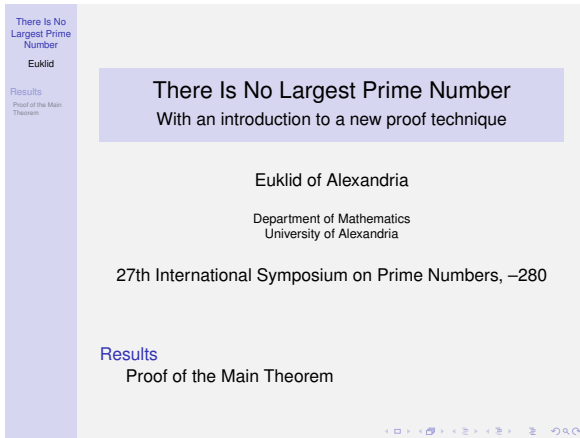 There Is No
Largest Prime
Number
Euklid
Results
Proof of the Main
Theorem
There Is No Largest Prime Number
With an introduction to a new proof technique
Euklid of Alexandria
Department of Mathematics
University of Alexandria
27th International Symposium on Prime Numbers, –280
Results
Proof of the Main Theorem